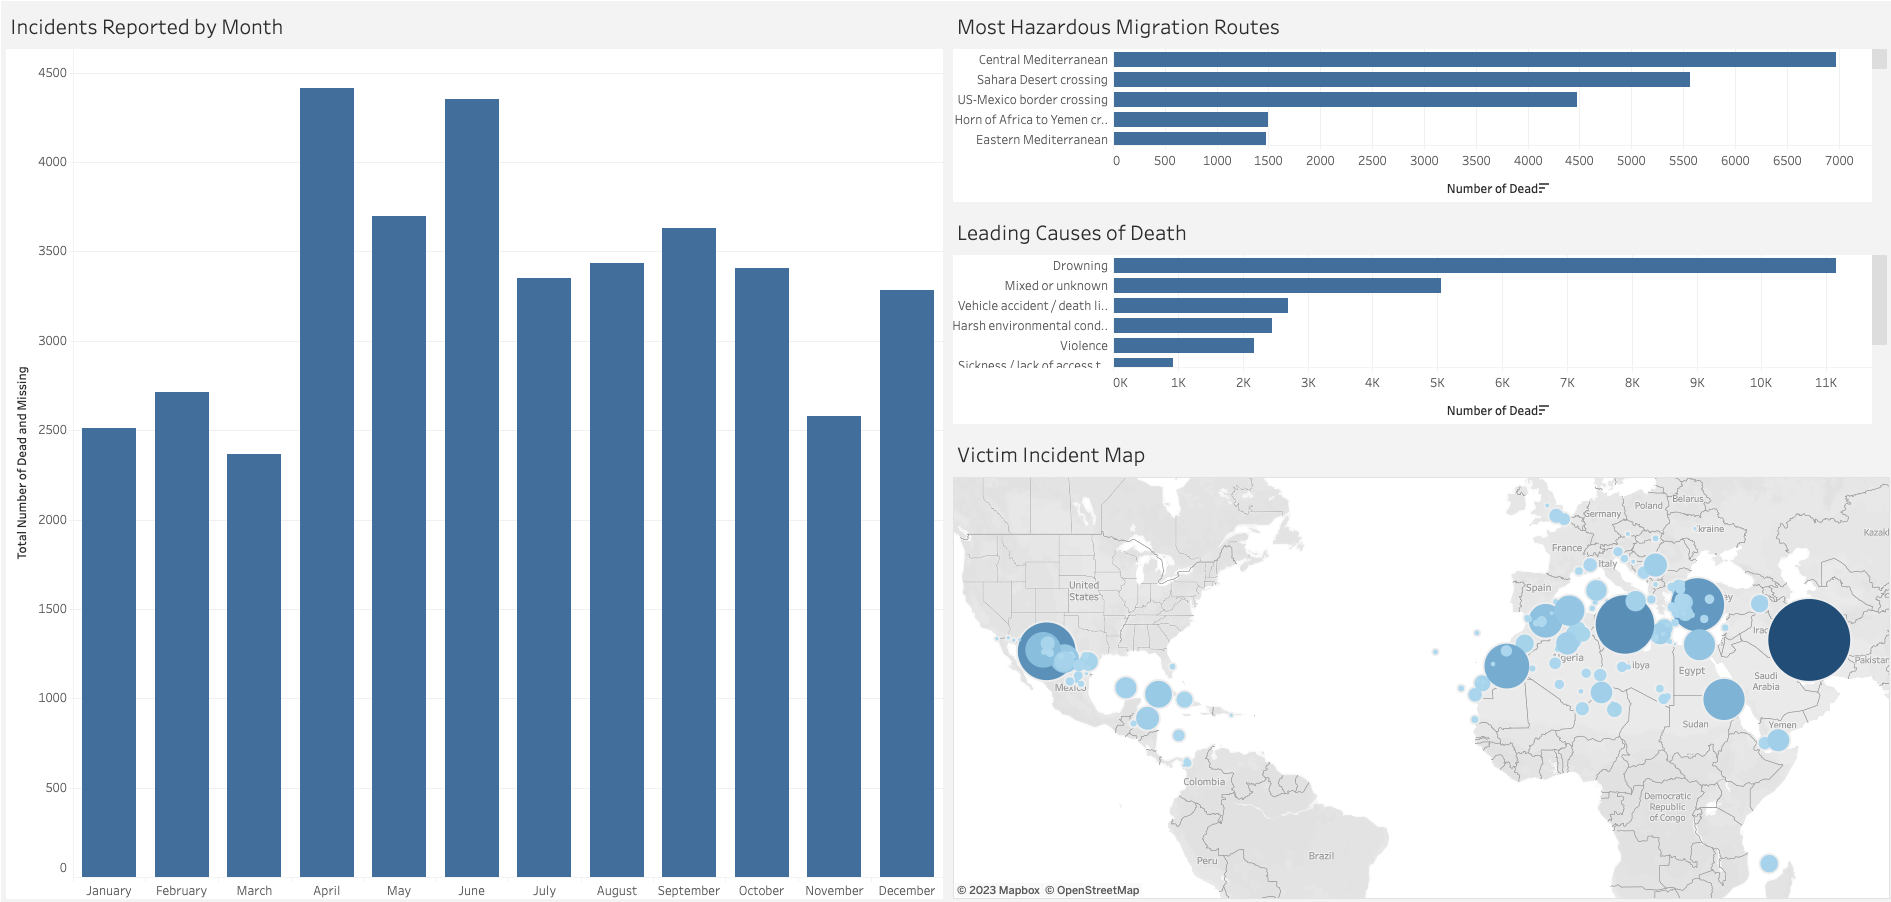 Incidents Reported by Month
Total Number of Dead and Missing
4500
4000
3500
3000
2500
2000
1500
1000
500
0
January February March April May June July August September October November December
Most Hazardous Migration Routes
Central Mediterranean
Sahara Desert crossing
US-Mexico border crossing
Horn of Africa to Yemen cr..
Eastern Mediterranean
0 500 1000 1500 2000 2500 3000 3500 4000 4500 5000 5500 6000 6500 7000
Number of Dead
Leading Causes of Death
Drowning
Mixed or unknown
Vehicle accident / death li..
Harsh environmental cond..
Violence
Sickness / lack of access t..
0K 1K 2K 3K 4K 5K 6K 7K 8K 9K 10K 11K
Number of Dead
Victim Incident Map
Belarus
Poland
Germany
kraine
Kazakl
France
Italy
United
States
Spain
ey
Iraq
Pakistan
geria
ibya
Egypt
Saudi
Arabia
Mexico
Sudan
Yemen
Colombia
Democratic
Republic
of Congo
Peru
Brazil
© 2023 Mapbox © OpenStreetMap